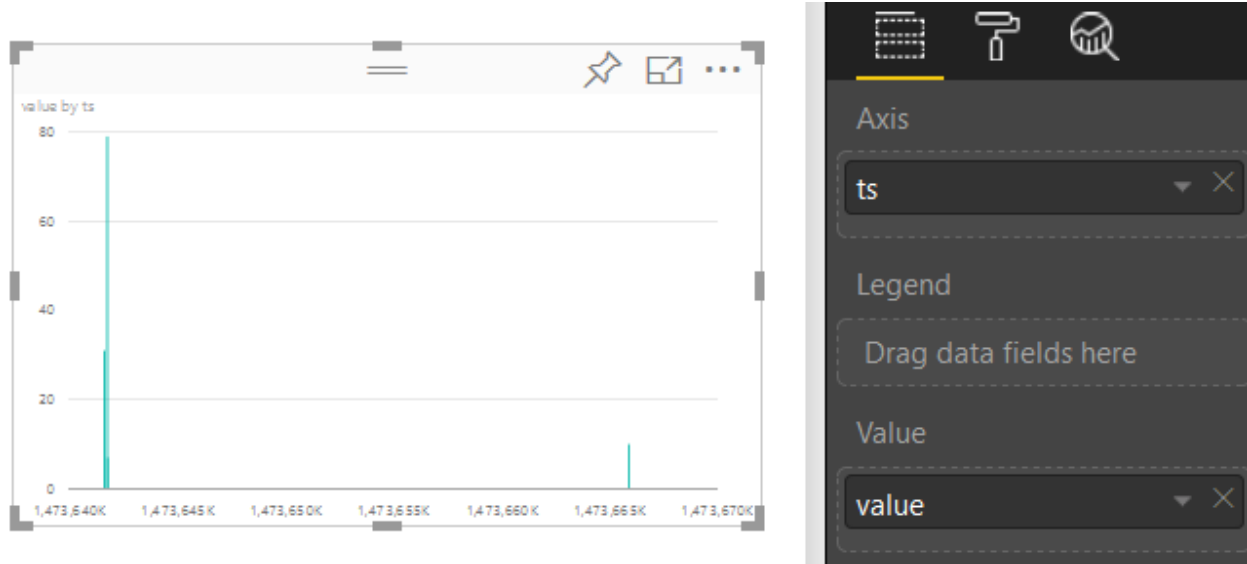 value by ts
80
60
40
20
0
1,473,640K 1,473,645K 1,473,650K 1,473,655K 1,473,660K 1,473,665K 1,473,670K
Axis
ts
Legend
Drag data fields here
Value
value